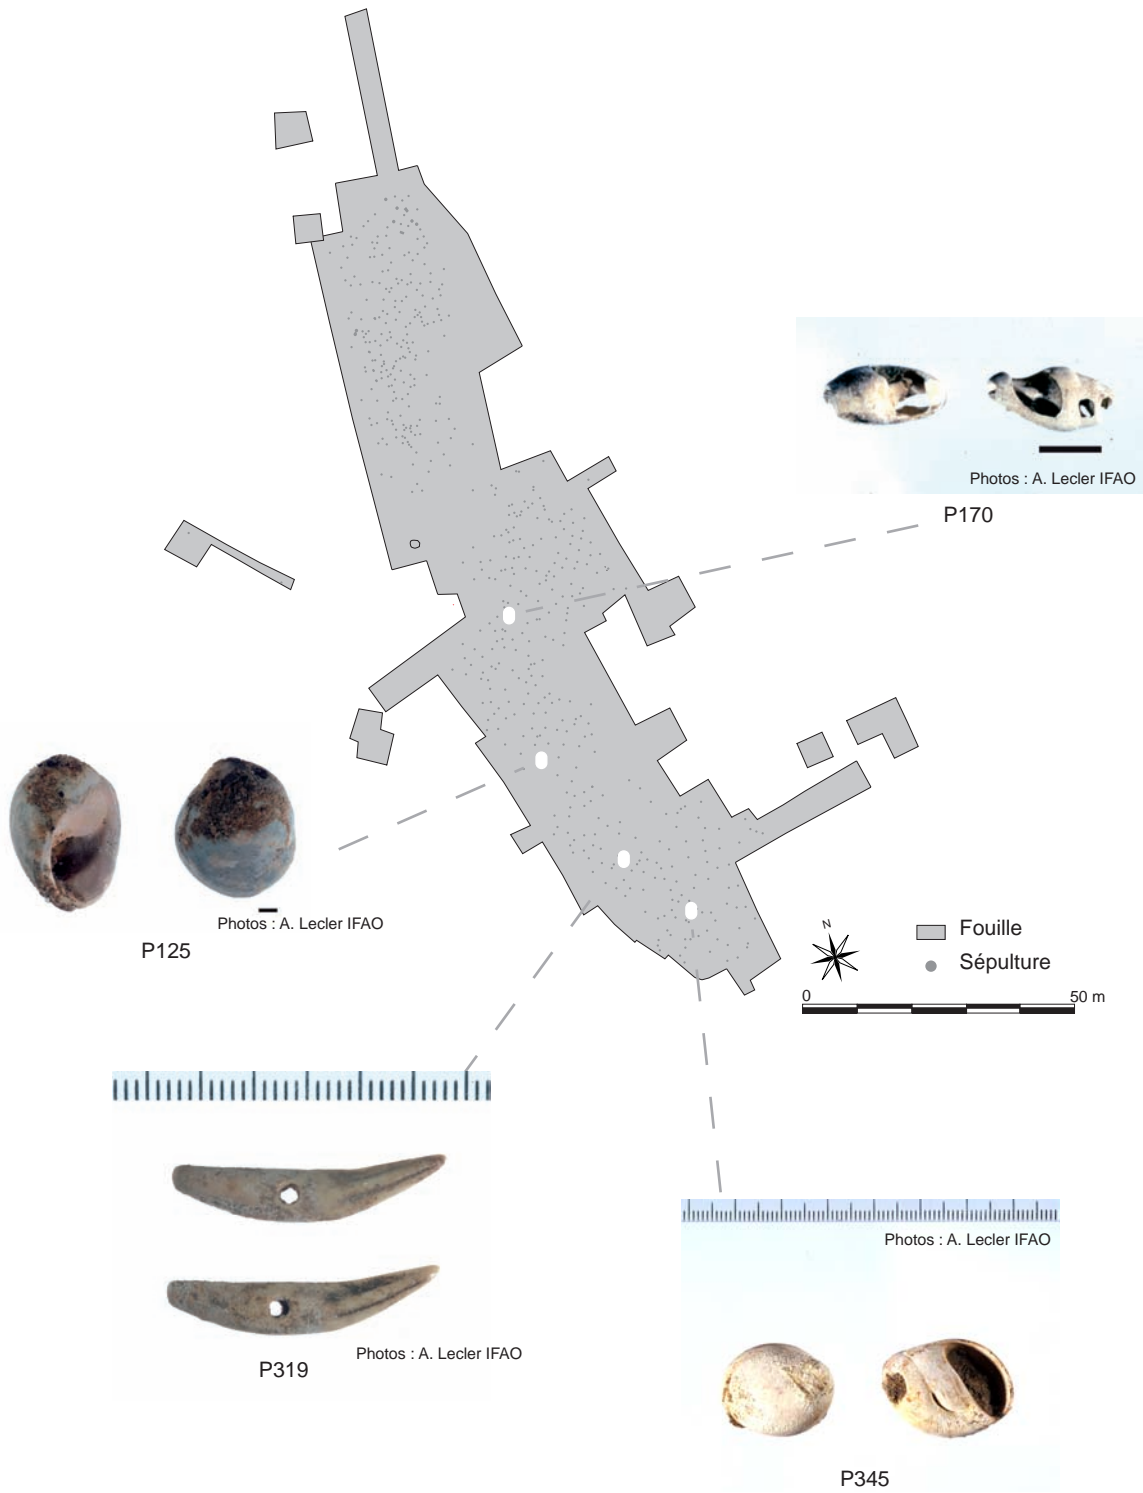 Photos : A. Lecler IFAO
P170
Photos : A. Lecler IFAO
P125
N
Fouille
Sépulture
0 50 m
Photos : A. Lecler IFAO
P319
Photos : A. Lecler IFAO
P345